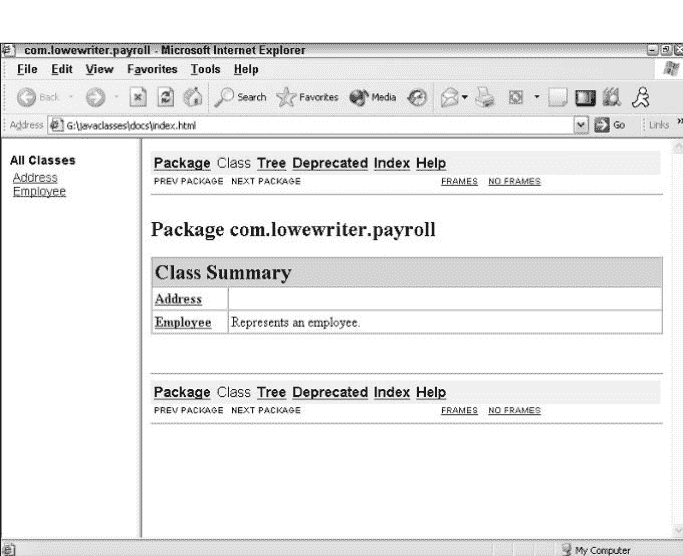 com.lowewriter.payroll - Microsoft Internet Explorer
File Edit View Favorites Tools Help
Back Search Favorites Media
Address G:\javaclasses\docs\index.html Go Links »
All Classes
Address
Employee
Package Class Tree Deprecated Index Help
PREV PACKAGE NEXT PACKAGE FRAMES NO FRAMES
Package com.lowewriter.payroll
Class Summary
Address
Employee Represents an employee.
Package Class Tree Deprecated Index Help
PREV PACKAGE NEXT PACKAGE FRAMES NO FRAMES
My Computer